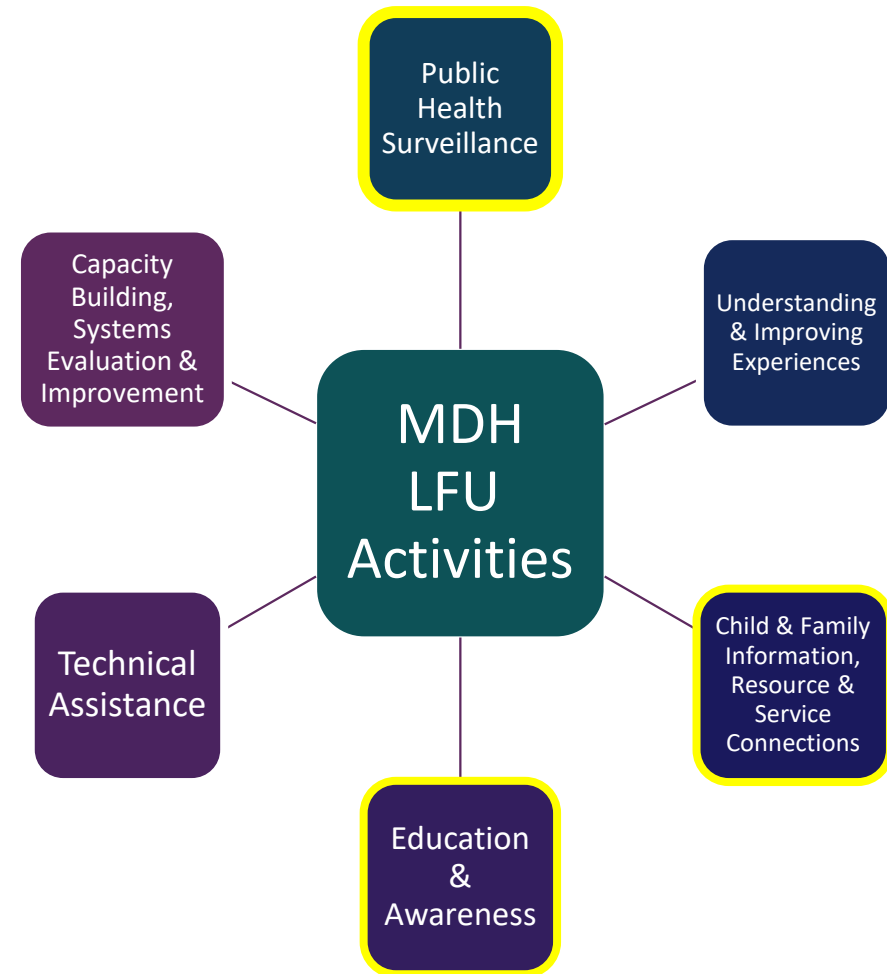 Public
Health
Surveillance
Capacity
Building,
Systems
Evaluation &
Improvement
Understanding
& Improving
Experiences
MDH
LFU
Activities
Technical
Assistance
Child & Family
Information,
Resource &
Service
Connections
Education
&
Awareness